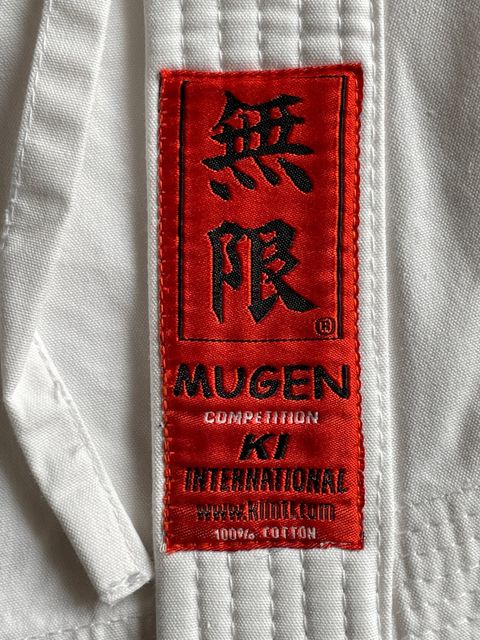 無
限
®
MUGEN
COMPETITION
KI
INTERNATIONAL
www.kiintl.com
100% COTTON